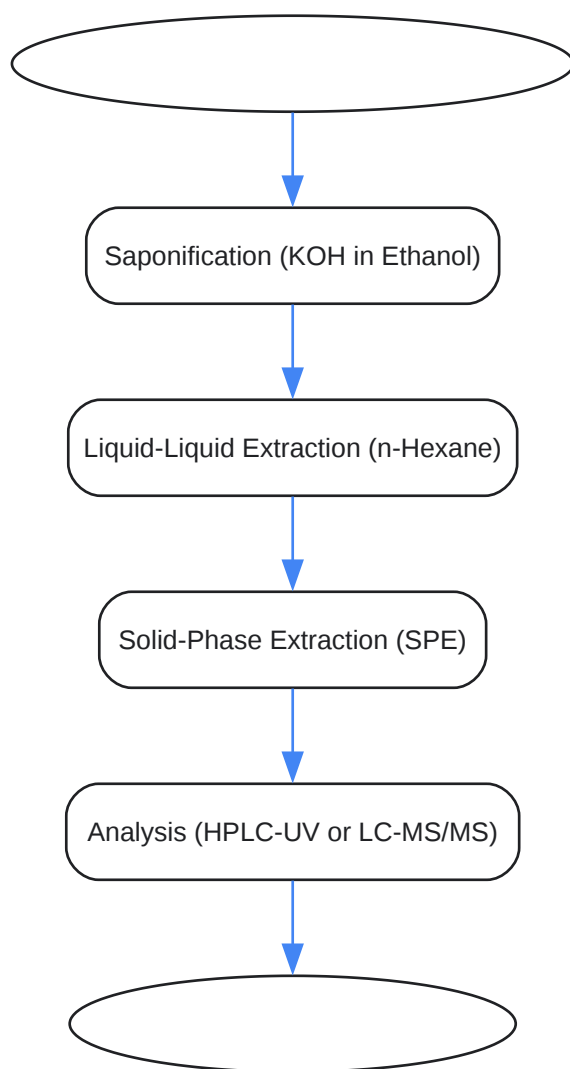 Saponification (KOH in Ethanol)
Liquid-Liquid Extraction (n-Hexane)
Solid-Phase Extraction (SPE)
Analysis (HPLC-UV or LC-MS/MS)